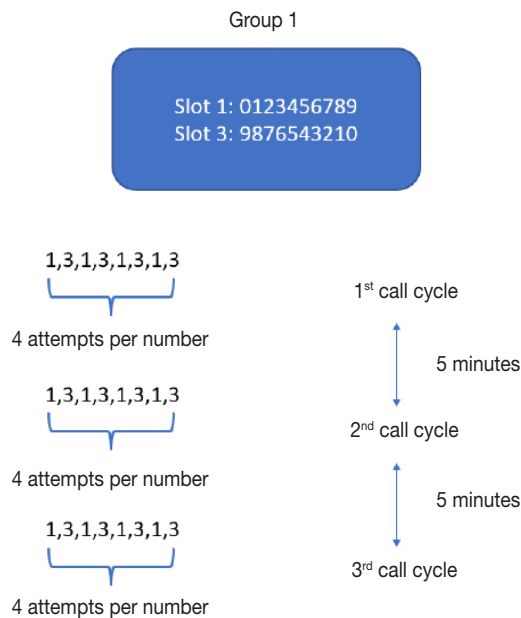 Group 1
Slot 1: 0123456789
Slot 3: 9876543210
1,3,1,3,1,3,1,3
4 attempts per number
1st call cycle
5 minutes
1,3,1,3,1,3,1,3
4 attempts per number
2nd call cycle
5 minutes
1,3,1,3,1,3,1,3
4 attempts per number
3rd call cycle